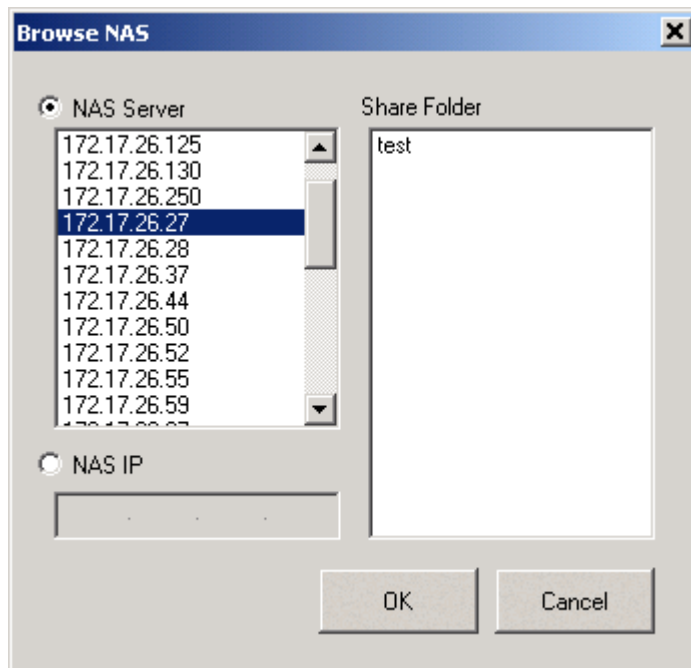 Browse NAS
NAS Server
172.17.26.125
172.17.26.130
172.17.26.250
172.17.26.27
172.17.26.28
172.17.26.37
172.17.26.44
172.17.26.50
172.17.26.52
172.17.26.55
172.17.26.59
NAS IP
. . .
Share Folder
test
OK
Cancel